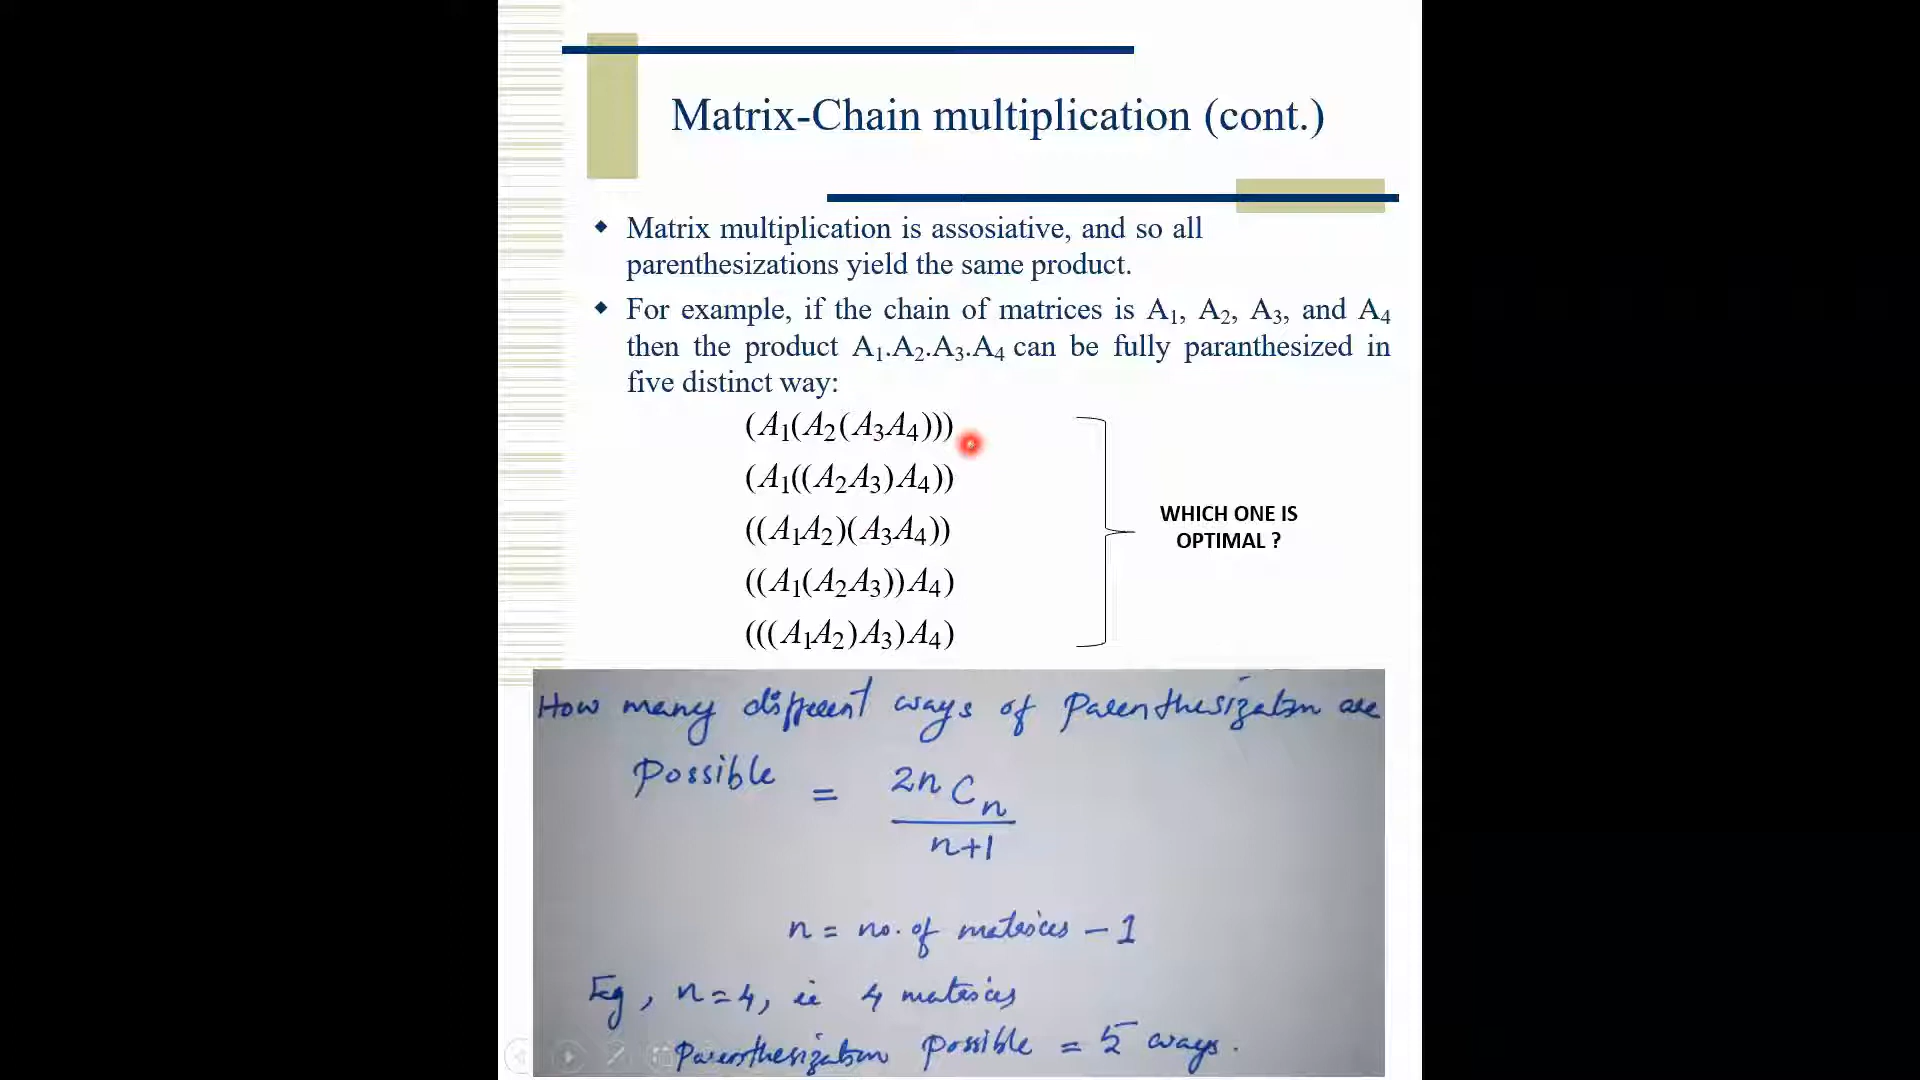 Matrix-Chain multiplication (cont.)
Matrix multiplication is assosiative, and so all
parenthesizations yield the same product.
For example, if the chain of matrices is A₁, A₂, A₃, and A₄
then the product A₁.A₂.A₃.A₄ can be fully paranthesized in
five distinct way:
(A₁(A₂(A₃A₄)))
(A₁((A₂A₃)A₄))
((A₁A₂)(A₃A₄))
((A₁(A₂A₃))A₄)
(((A₁A₂)A₃)A₄)
WHICH ONE IS
OPTIMAL ?
How many different ways of Parenthesization are
Possible = 2n C n
n+1
n = no. of matrices - 1
Eg, n=4, ie 4 matrices
Parenthesization possible = 5 ways.